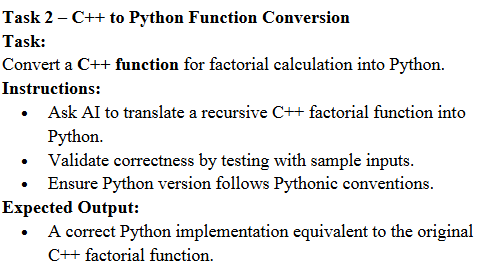 Task 2 – C++ to Python Function Conversion
Task:
Convert a C++ function for factorial calculation into Python.
Instructions:
• Ask AI to translate a recursive C++ factorial function into
Python.
• Validate correctness by testing with sample inputs.
• Ensure Python version follows Pythonic conventions.
Expected Output:
• A correct Python implementation equivalent to the original
C++ factorial function.